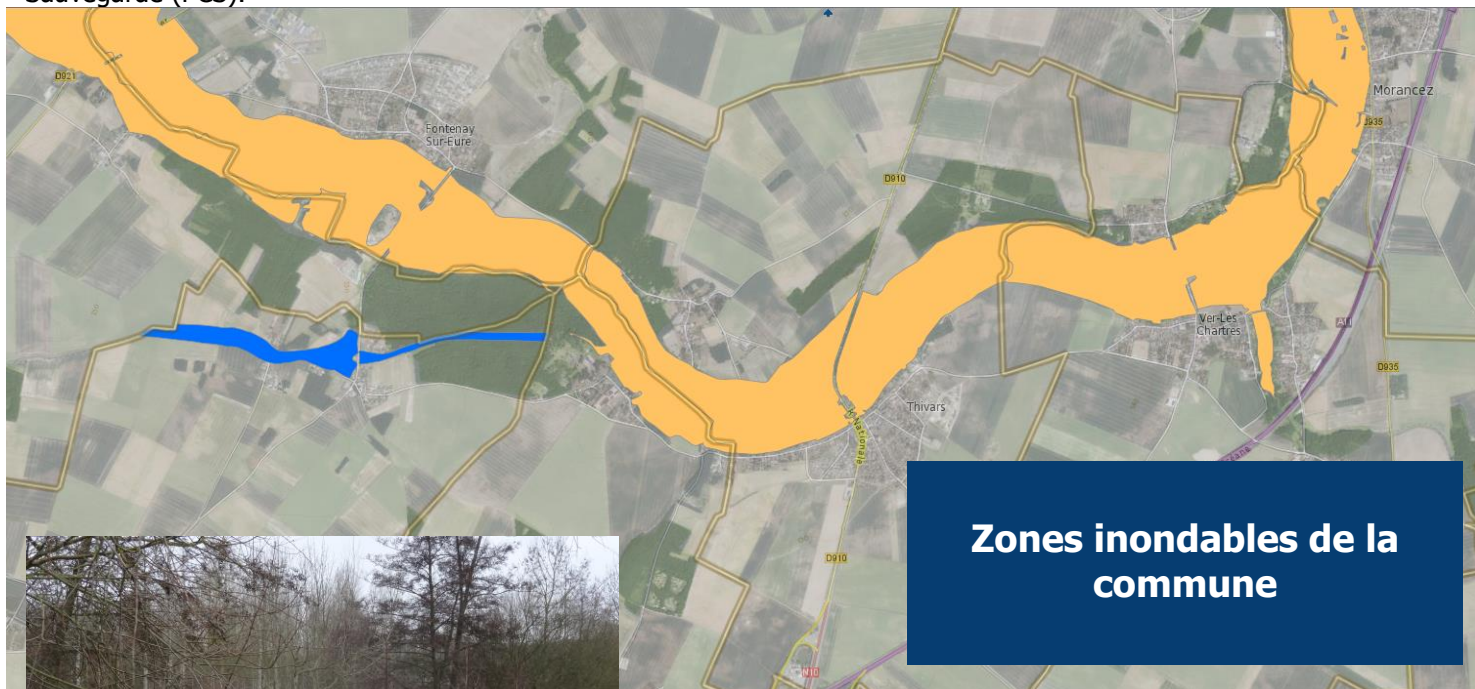 D921
Fontenay
Sur-Eure
D910
Morancez
D935
Ver-Les
Chartres
A11
D935
Thivars
Nationale
D910
N10
Zones inondables de la
commune